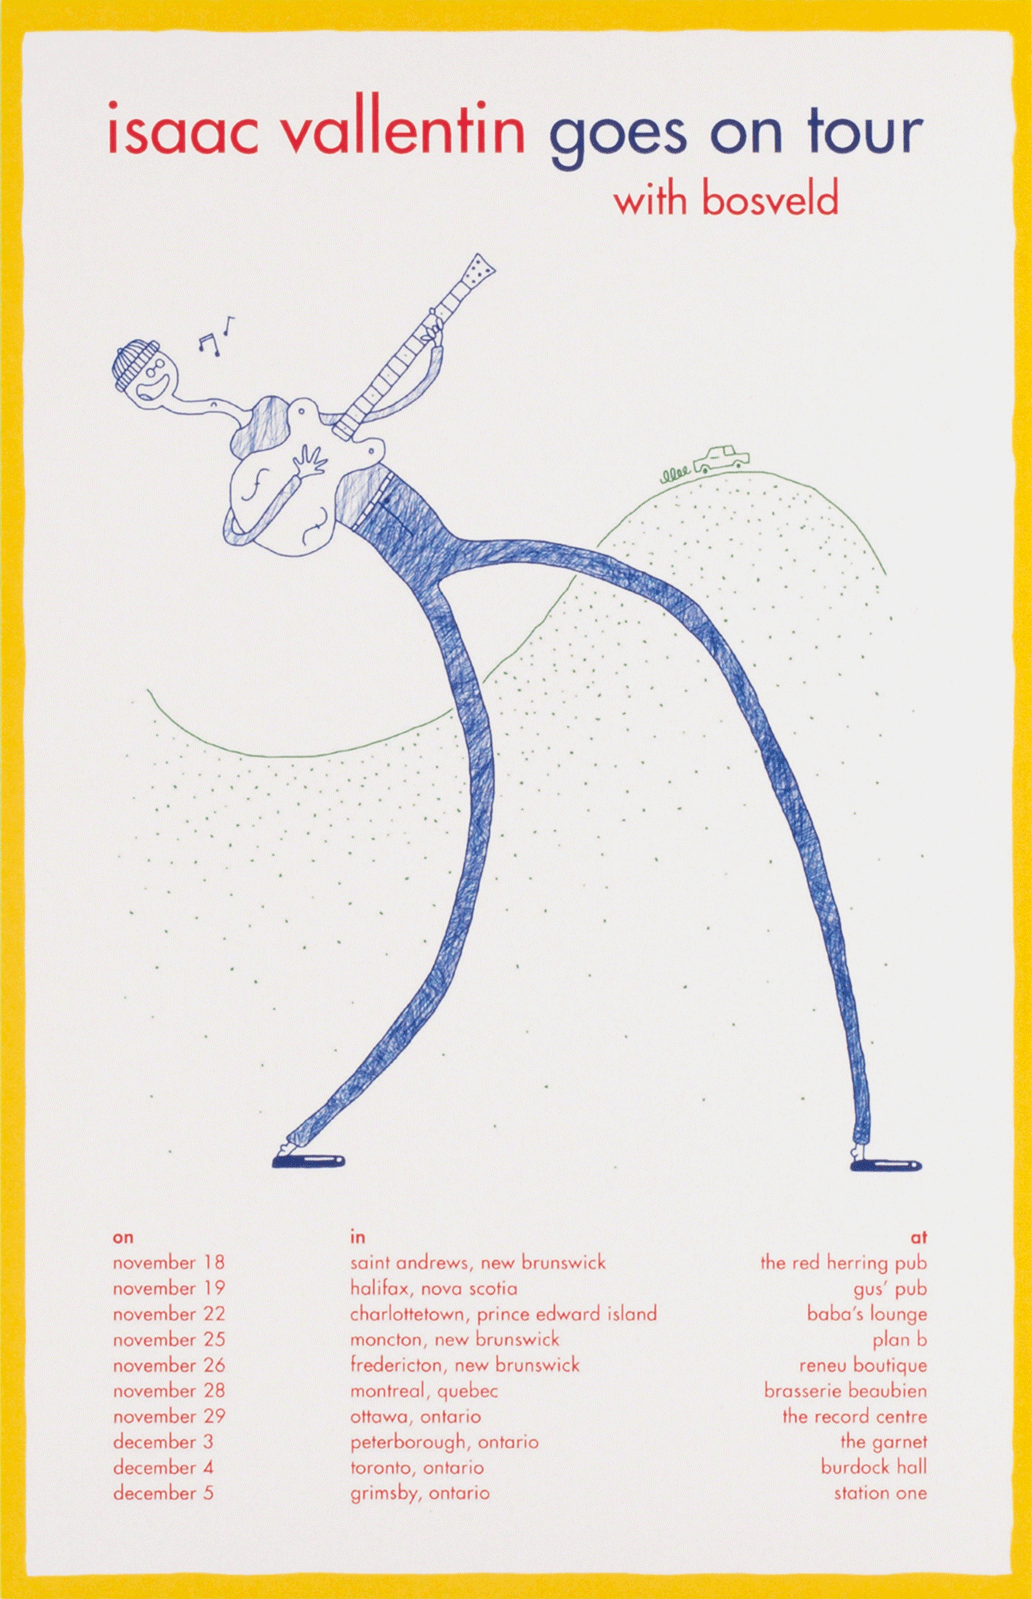 isaac vallentin goes on tour
with bosveld
on in at
november 18 saint andrews, new brunswick the red herring pub
november 19 halifax, nova scotia gus' pub
november 22 charlottetown, prince edward island baba's lounge
november 25 moncton, new brunswick plan b
november 26 fredericton, new brunswick reneu boutique
november 28 montreal, quebec brasserie beaubien
november 29 ottawa, ontario the record centre
december 3 peterborough, ontario the garnet
december 4 toronto, ontario burdock hall
december 5 grimsby, ontario station one